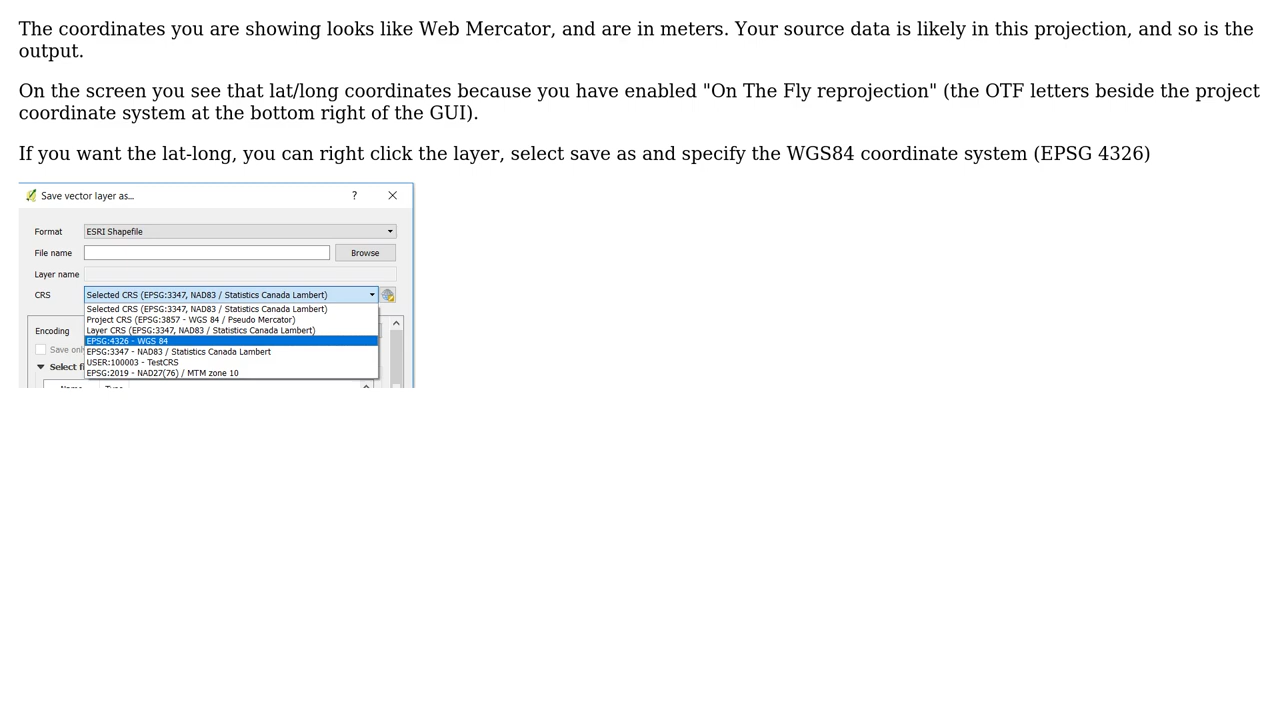 The coordinates you are showing looks like Web Mercator, and are in meters. Your source data is likely in this projection, and so is the
output.
On the screen you see that lat/long coordinates because you have enabled "On The Fly reprojection" (the OTF letters beside the project
coordinate system at the bottom right of the GUI).
If you want the lat-long, you can right click the layer, select save as and specify the WGS84 coordinate system (EPSG 4326)
Save vector layer as...
Format ESRI Shapefile
File name Browse
Layer name
CRS Selected CRS (EPSG:3347, NAD83 / Statistics Canada Lambert)
Selected CRS (EPSG:3347, NAD83 / Statistics Canada Lambert)
Project CRS (EPSG:3857 - WGS 84 / Pseudo Mercator)
Encoding Layer CRS (EPSG:3347, NAD83 / Statistics Canada Lambert)
EPSG:4326 - WGS 84
Save EPSG:3347 - NAD83 / Statistics Canada Lambert
USER:100003 - TestCRS
Select EPSG:2019 - NAD27(76) / MTM zone 10